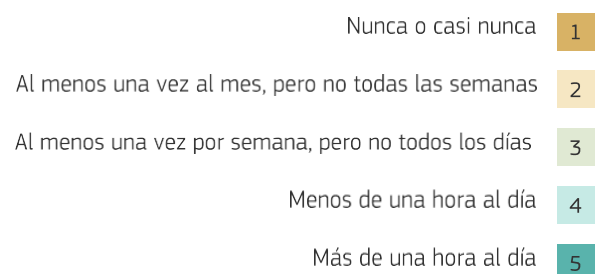 Nunca o casi nunca 1
Al menos una vez al mes, pero no todas las semanas 2
Al menos una vez por semana, pero no todos los días 3
Menos de una hora al día 4
Más de una hora al día 5